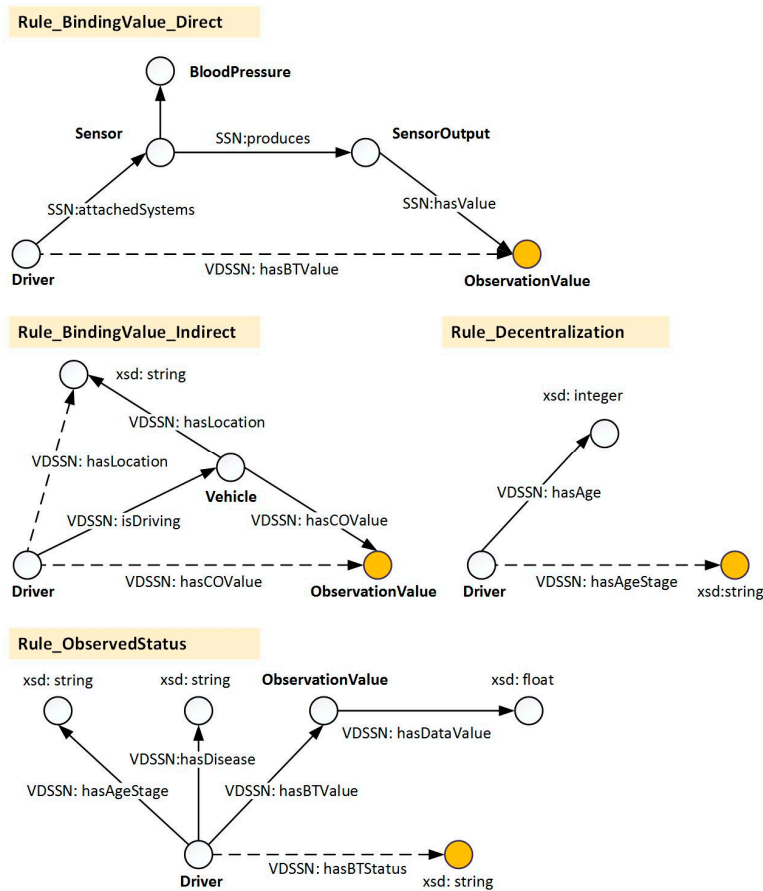 Rule_BindingValue_Direct
BloodPressure
Sensor
SSN:produces
SensorOutput
SSN:attachedSystems
SSN:hasValue
Driver
VDSSN: hasBTValue
ObservationValue
Rule_BindingValue_Indirect
xsd: string
VDSSN: hasLocation
VDSSN: hasLocation
Vehicle
VDSSN: isDriving
VDSSN: hasCOValue
Driver
VDSSN: hasCOValue
ObservationValue
Rule_Decentralization
xsd: integer
VDSSN: hasAge
Driver
VDSSN: hasAgeStage
xsd:string
Rule_ObservedStatus
xsd: string
xsd: string
ObservationValue
xsd: float
VDSSN: hasDataValue
VDSSN:hasDisease
VDSSN: hasAgeStage
VDSSN: hasBTValue
Driver
VDSSN: hasBTStatus
xsd: string